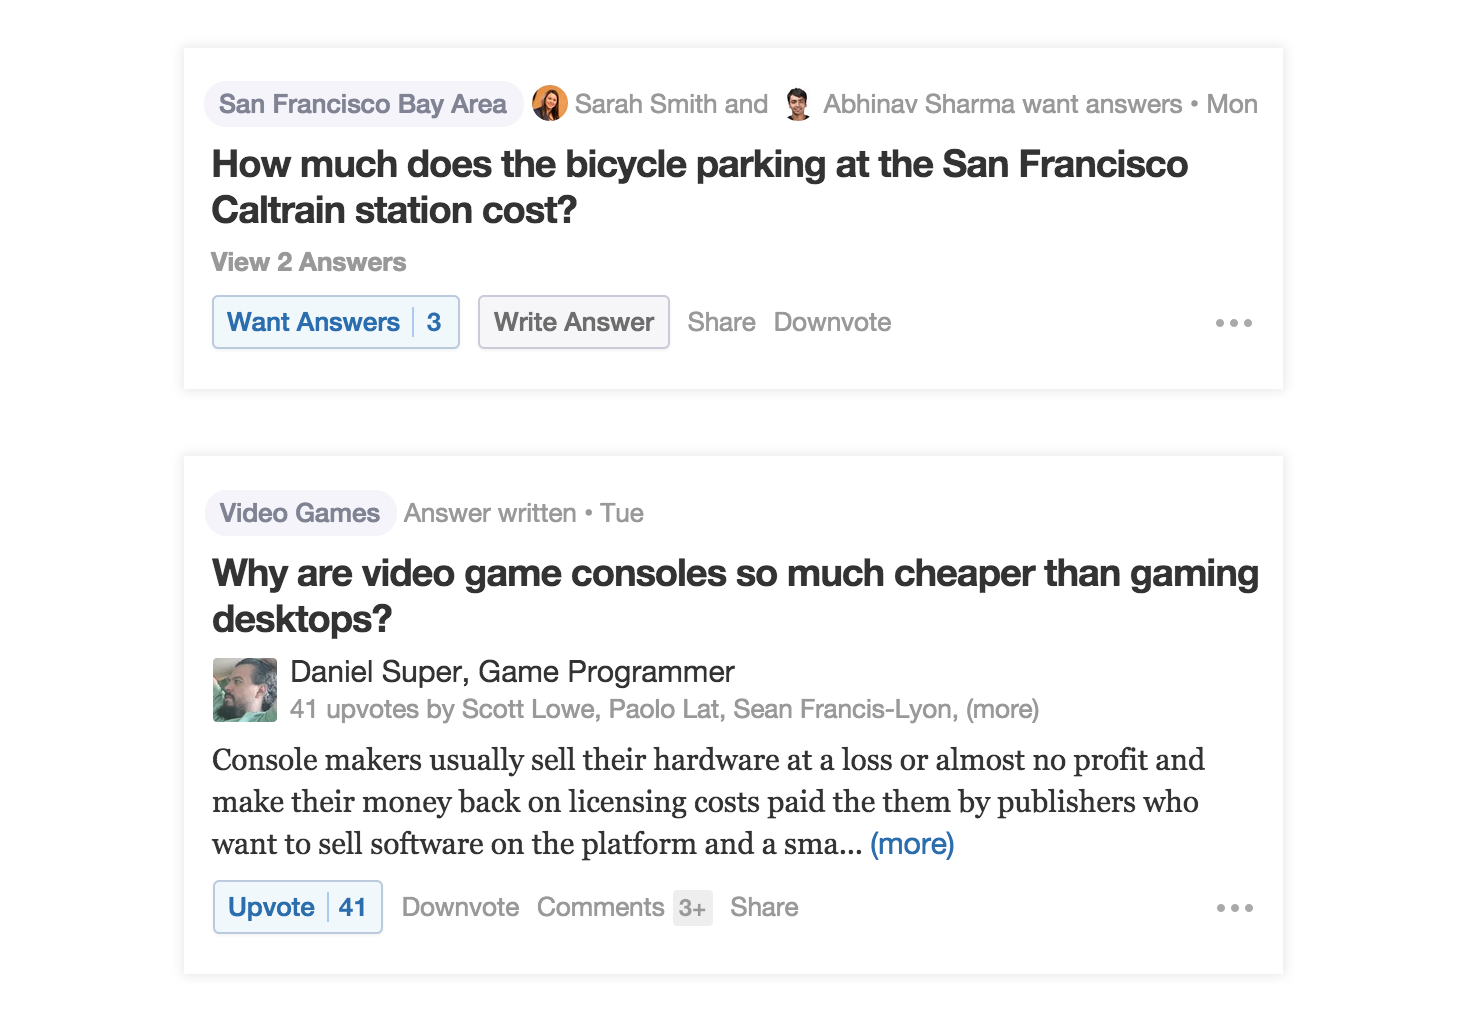 San Francisco Bay Area Sarah Smith and Abhinav Sharma want answers • Mon
How much does the bicycle parking at the San Francisco
Caltrain station cost?
View 2 Answers
Want Answers 3 Write Answer Share Downvote
Video Games Answer written • Tue
Why are video game consoles so much cheaper than gaming
desktops?
Daniel Super, Game Programmer
41 upvotes by Scott Lowe, Paolo Lat, Sean Francis-Lyon, (more)
Console makers usually sell their hardware at a loss or almost no profit and
make their money back on licensing costs paid the them by publishers who
want to sell software on the platform and a sma... (more)
Upvote 41 Downvote Comments 3+ Share